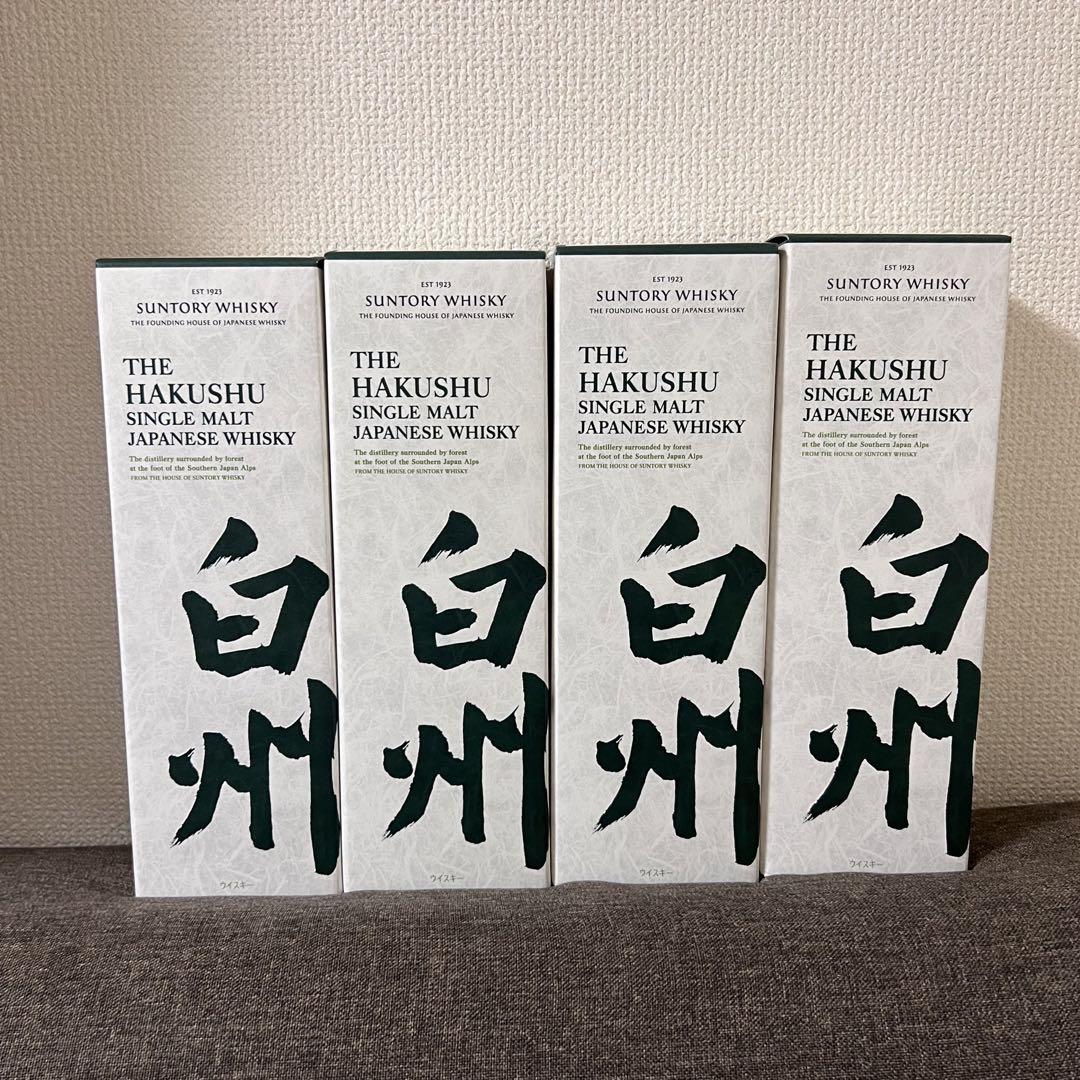 EST 1923
SUNTORY WHISKY
THE FOUNDING HOUSE OF JAPANESE WHISKY
THE
HAKUSHU
SINGLE MALT
JAPANESE WHISKY
The distillery surrounded by forest
at the foot of the Southern Japan Alps
FROM THE HOUSE OF SUNTORY WHISKY
白州
ウイスキー
EST 1923
SUNTORY WHISKY
THE FOUNDING HOUSE OF JAPANESE WHISKY
THE
HAKUSHU
SINGLE MALT
JAPANESE WHISKY
The distillery surrounded by forest
at the foot of the Southern Japan Alps
FROM THE HOUSE OF SUNTORY WHISKY
白州
ウイスキー
EST 1923
SUNTORY WHISKY
THE FOUNDING HOUSE OF JAPANESE WHISKY
THE
HAKUSHU
SINGLE MALT
JAPANESE WHISKY
The distillery surrounded by forest
at the foot of the Southern Japan Alps
FROM THE HOUSE OF SUNTORY WHISKY
白州
ウイスキー
EST 1923
SUNTORY WHISKY
THE FOUNDING HOUSE OF JAPANESE WHISKY
THE
HAKUSHU
SINGLE MALT
JAPANESE WHISKY
The distillery surrounded by forest
at the foot of the Southern Japan Alps
FROM THE HOUSE OF SUNTORY WHISKY
白州
ウイスキー